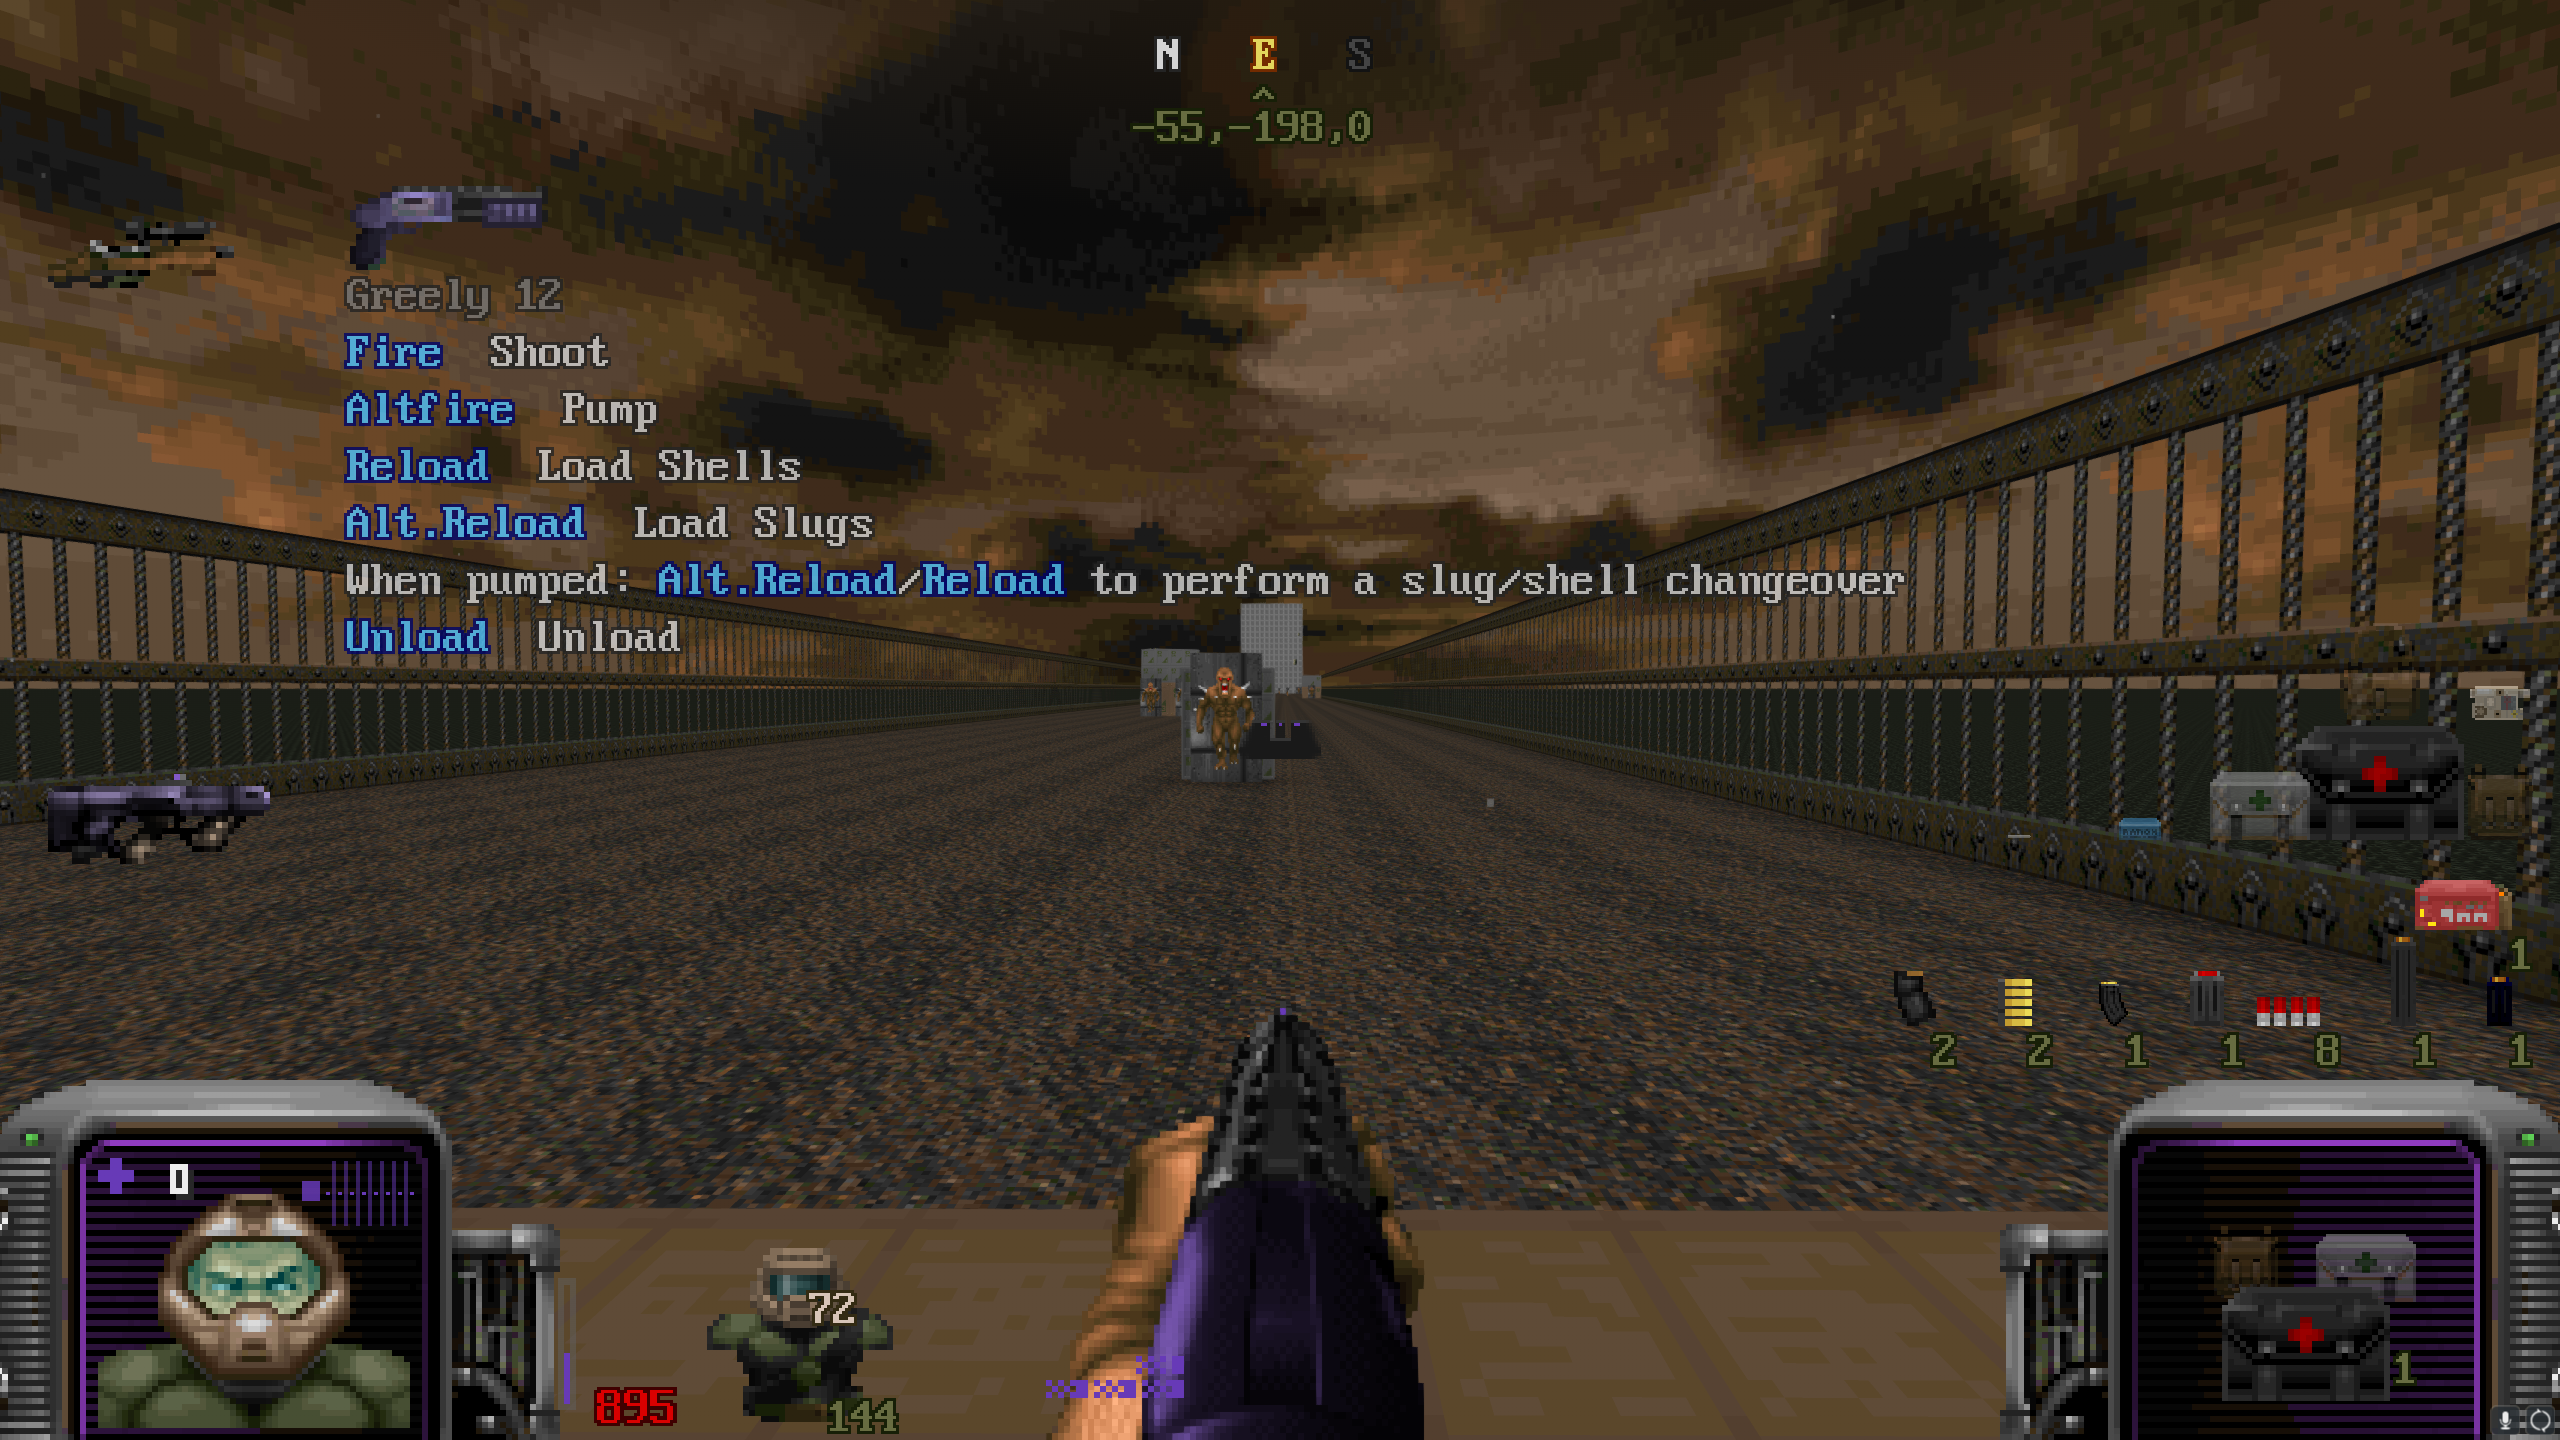 N E S
^
-55,-198,0
Greely 12
Fire Shoot
Altfire Pump
Reload Load Shells
Alt.Reload Load Slugs
When pumped: Alt.Reload/Reload to perform a slug/shell changeover
Unload Unload
1
2 2 1 1 8 1 1
0
72
895
144
1